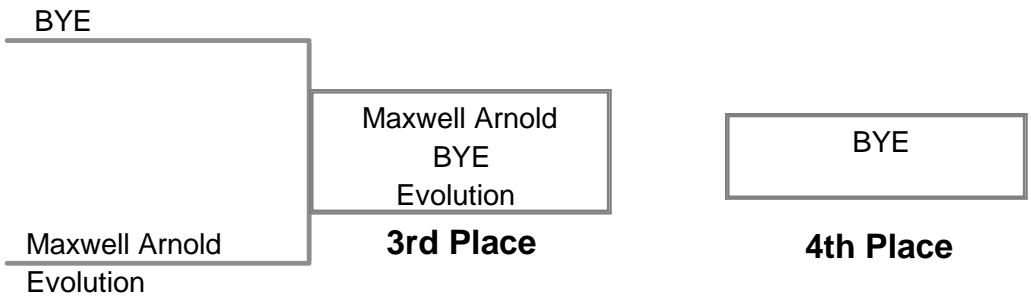 BYE
Maxwell Arnold
BYE
Evolution
3rd Place
BYE
4th Place
Maxwell Arnold
Evolution